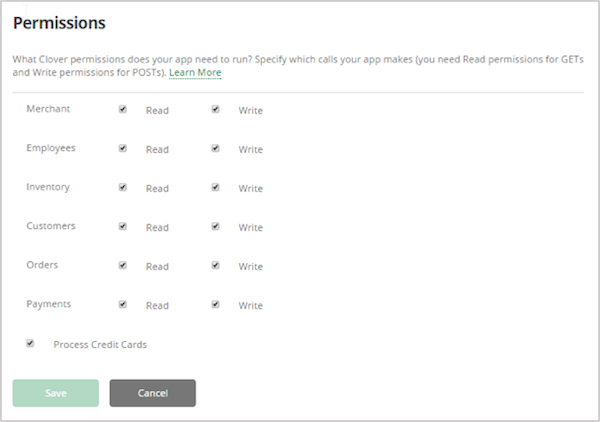 Permissions
What Clover permissions does your app need to run? Specify which calls your app makes (you need Read permissions for GETs
and Write permissions for POSTs). Learn More
Merchant Read Write
Employees Read Write
Inventory Read Write
Customers Read Write
Orders Read Write
Payments Read Write
Process Credit Cards
Save Cancel